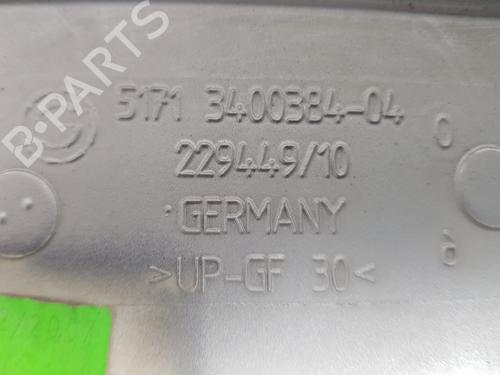 B-PARTS
5171 3400384-04
229449/10
GERMANY
>UP-GF 30<